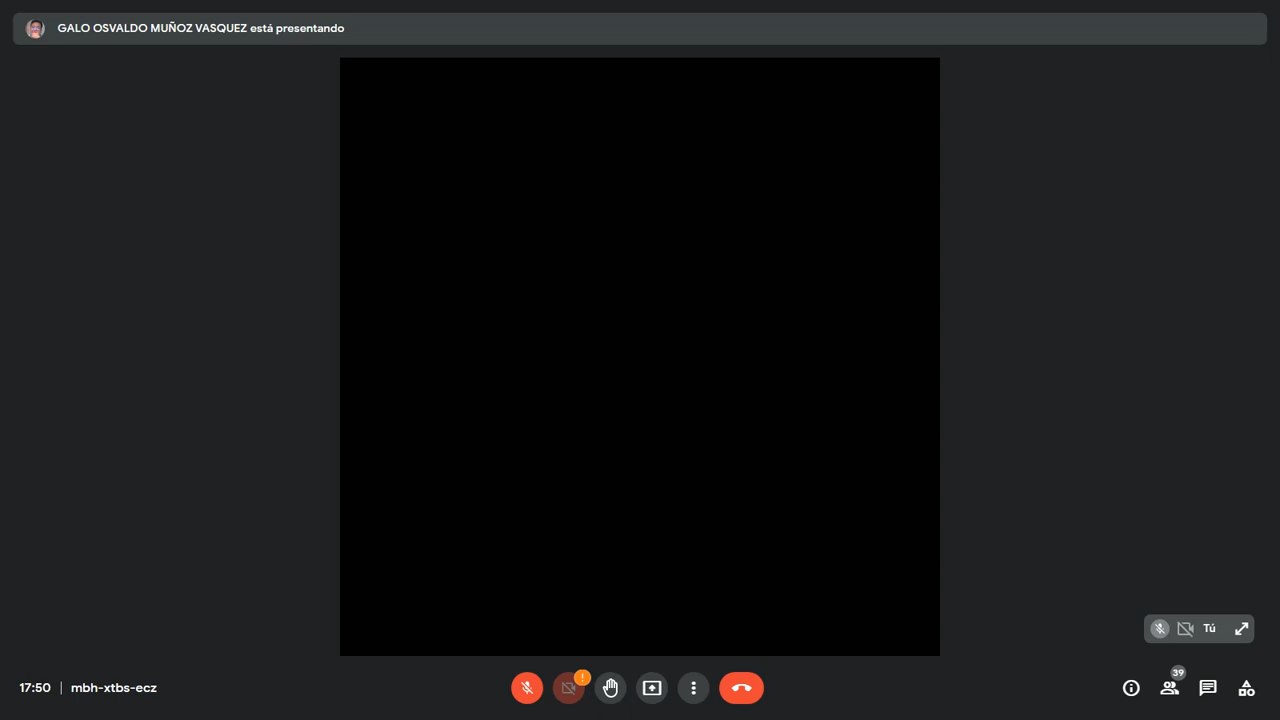 GALO OSVALDO MUÑOZ VASQUEZ está presentando
Tú
17:50 | mbh-xtbs-ecz
!
39